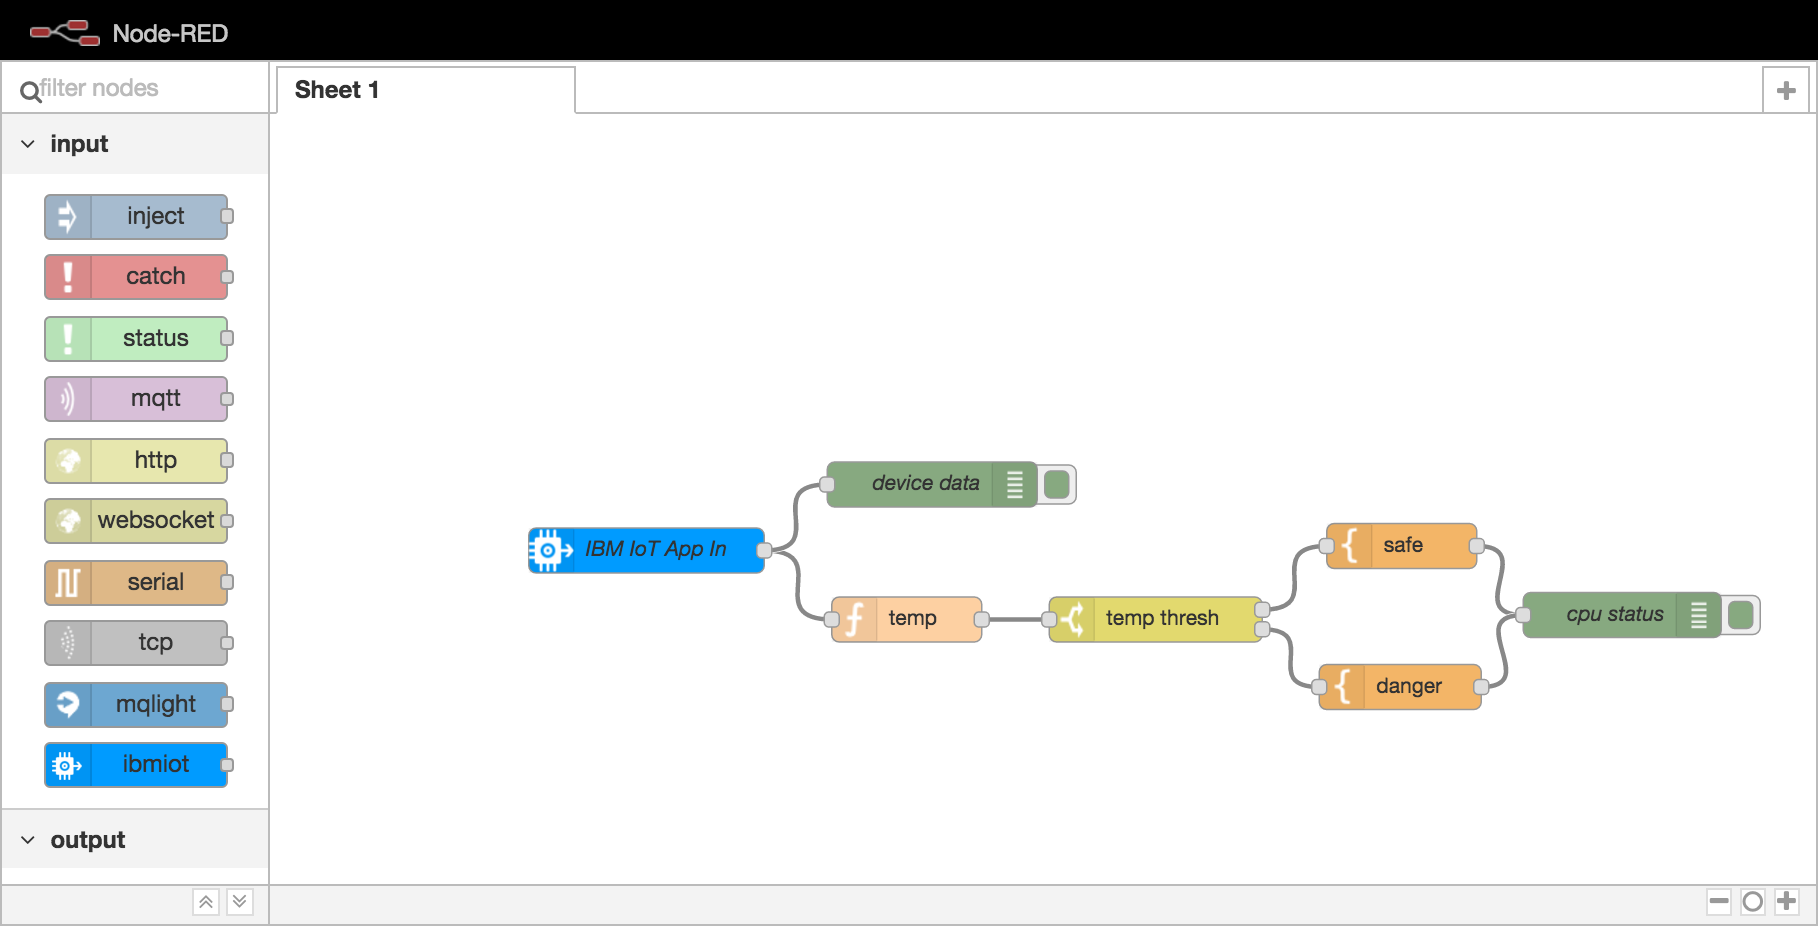 Node-RED
filter nodes
Sheet 1
input
inject
catch
status
mqtt
http
websocket
serial
tcp
mqlight
ibmiot
output
device data
IBM IoT App In
temp
temp thresh
safe
danger
cpu status